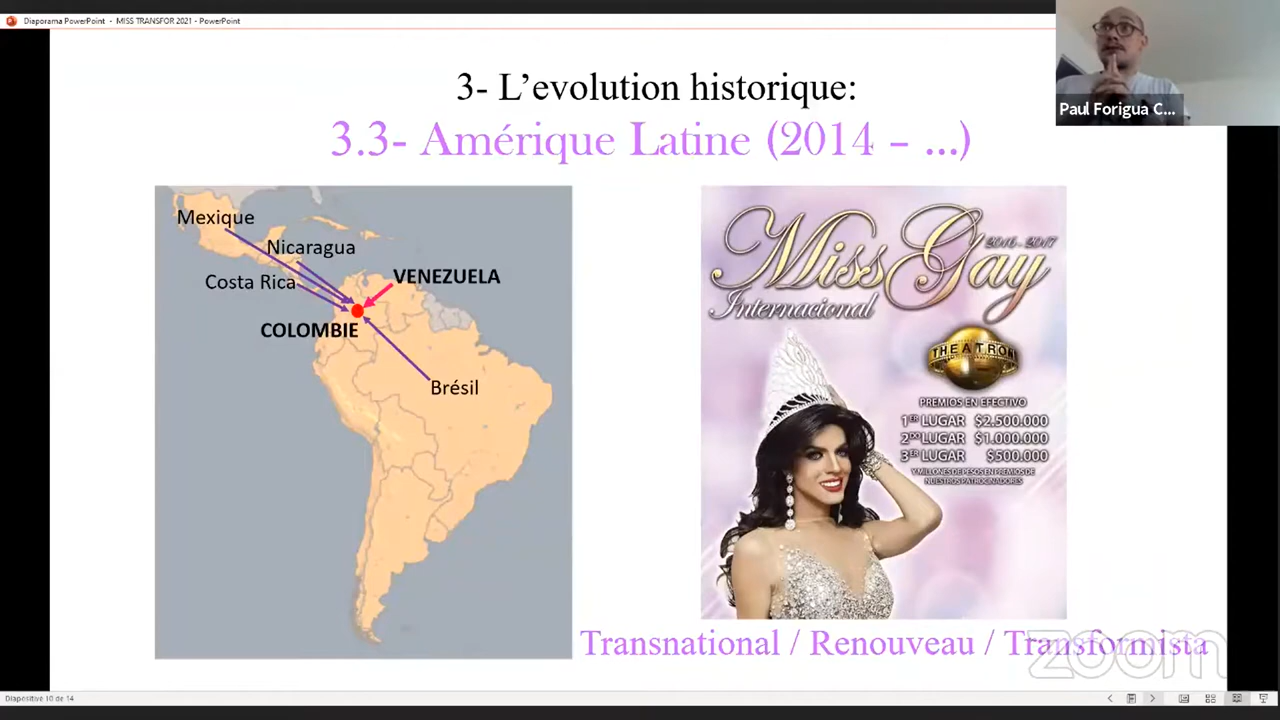 Diaporama PowerPoint - MISS TRANSFOR 2021 - PowerPoint
Paul Forigua C...
3- L’evolution historique:
3.3- Amérique Latine (2014 – ...)
Mexique
Nicaragua
Costa Rica
VENEZUELA
COLOMBIE
Brésil
Miss Gay
2016-2017
Internacional
THEATRON
PREMIOS EN EFECTIVO
1ER LUGAR $2.500.000
2DO LUGAR $1.000.000
3ER LUGAR $500.000
Y MILLONES DE PESOS EN PREMIOS DE
NUESTROS PATROCINADORES
Transnational / Renouveau / Transformista
zoom
Diapositive 10 de 14